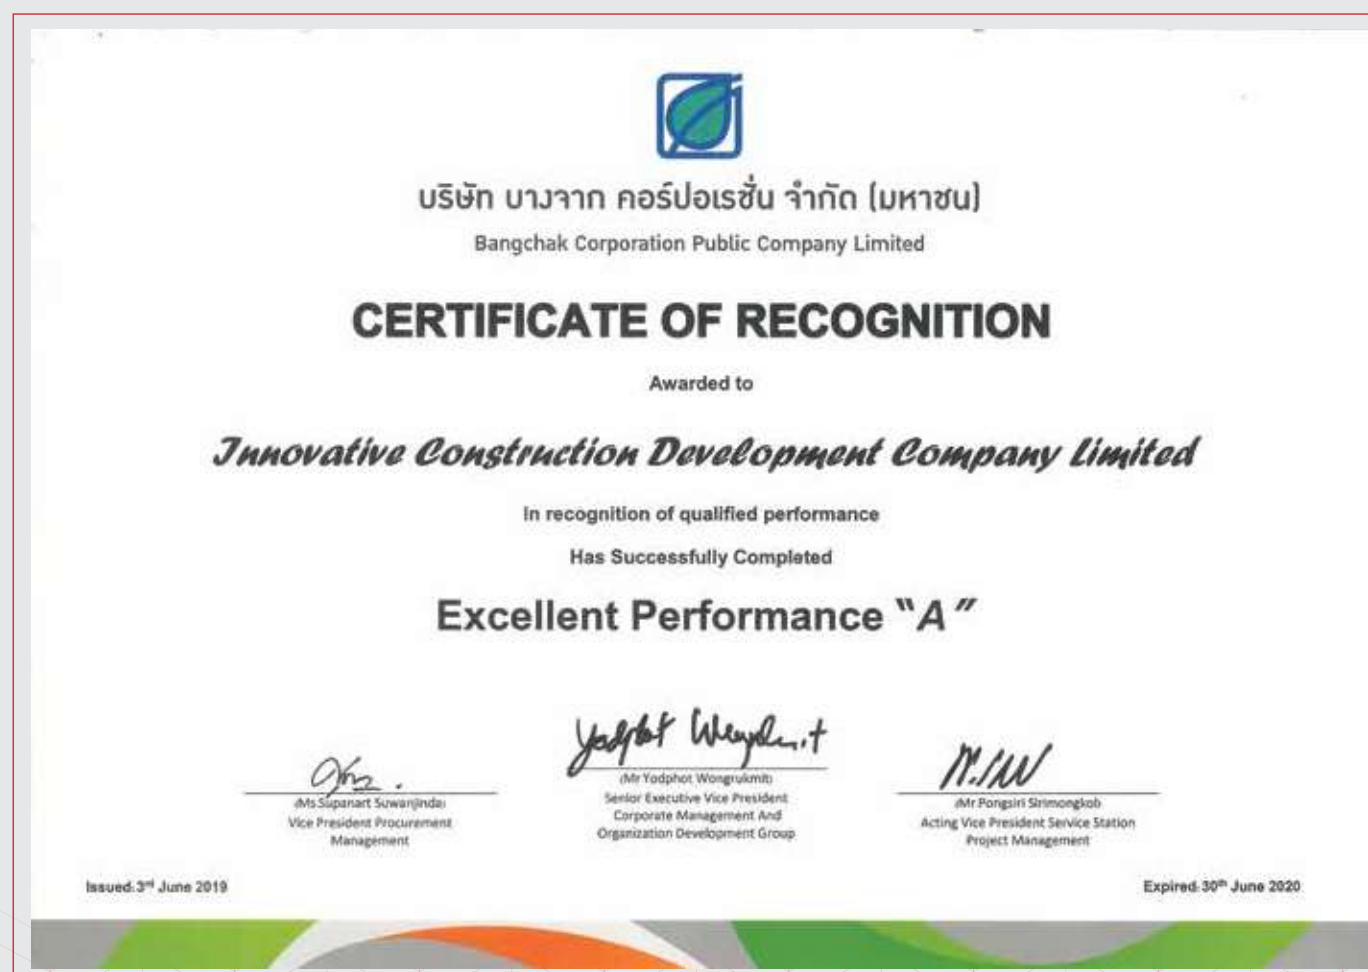 บริษัท บางจาก คอร์ปอเรชั่น จำกัด (มหาชน)
Bangchak Corporation Public Company Limited
CERTIFICATE OF RECOGNITION
Awarded to
Innovative Construction Development Company Limited
In recognition of qualified performance
Has Successfully Completed
Excellent Performance "A"
Yodphot Wongrukmit
(Ms.Supanart Suwanjinda)
Vice President Procurement
Management
(Mr Yodphot Wongrukmit)
Senior Executive Vice President
Corporate Management And
Organization Development Group
(Mr Pongsiri Sirimongkob)
Acting Vice President Service Station
Project Management
Issued:3rd June 2019
Expired:30th June 2020